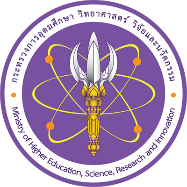 กระทรวงการอุดมศึกษา วิทยาศาสตร์ วิจัยและนวัตกรรม
Ministry of Higher Education, Science, Research and Innovation